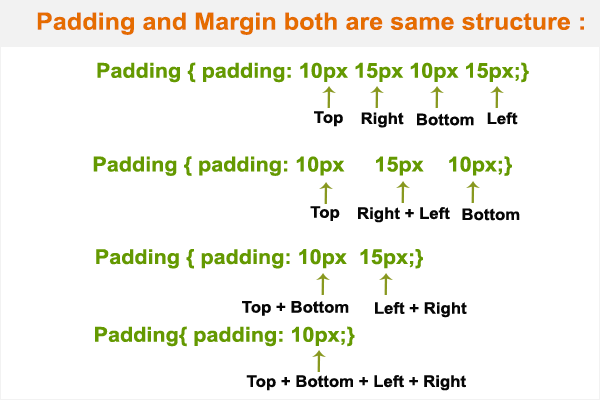 Padding and Margin both are same structure :
Padding { padding: 10px 15px 10px 15px;}
Top Right Bottom Left
Padding { padding: 10px 15px 10px;}
Top Right + Left Bottom
Padding { padding: 10px 15px;}
Top + Bottom Left + Right
Padding{ padding: 10px;}
Top + Bottom + Left + Right